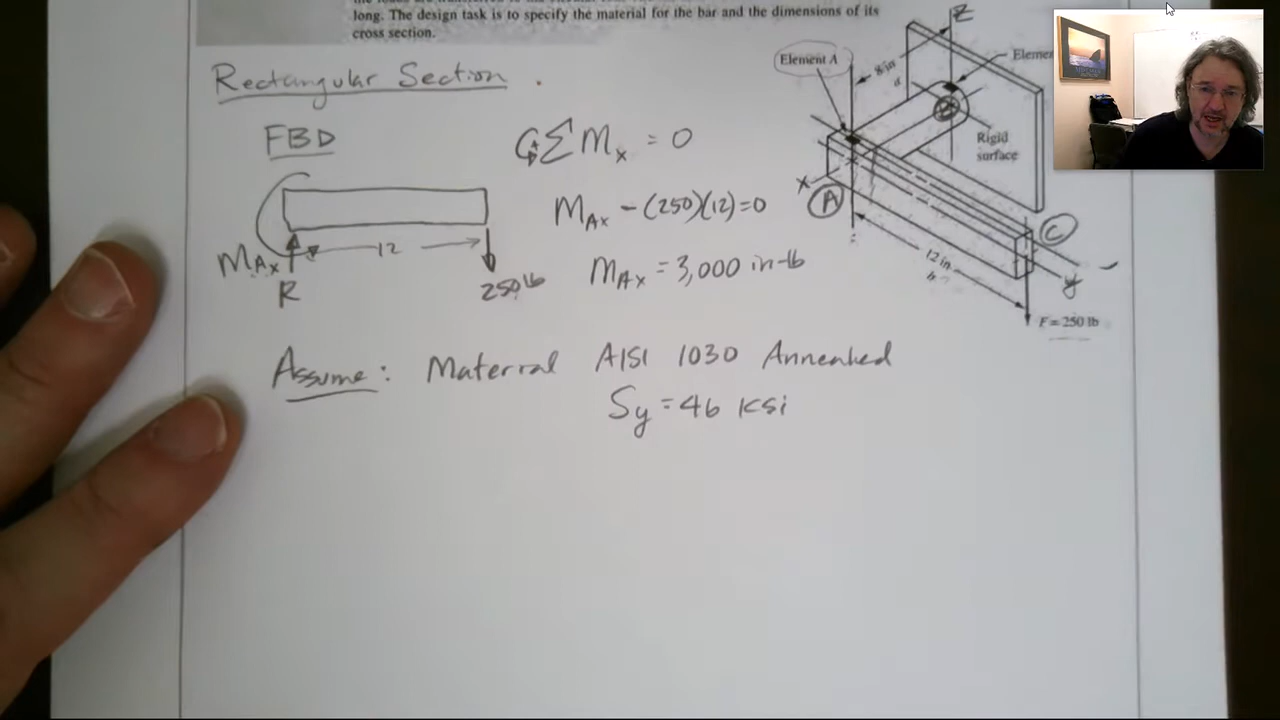 long. The design task is to specify the material for the bar and the dimensions of its
cross section.
Rectangular Section.
FBD
MAx
R
12
250 lb
A
ΣMx = 0
MAx - (250)(12) = 0
MAx = 3,000 in-lb
Assume: Material AISI 1030 Annealed
Sy = 46 ksi
Element A
8 in
a
Z
Rigid
surface
X
A
C
12 in
b
y
F = 250 lb